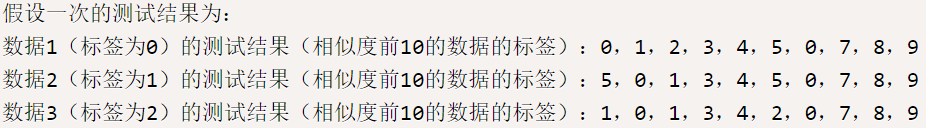 假设一次的测试结果为：
数据1（标签为0）的测试结果（相似度前10的数据的标签）：0，1，2，3，4，5，0，7，8，9
数据2（标签为1）的测试结果（相似度前10的数据的标签）：5，0，1，3，4，5，0，7，8，9
数据3（标签为2）的测试结果（相似度前10的数据的标签）：1，0，1，3，4，2，0，7，8，9